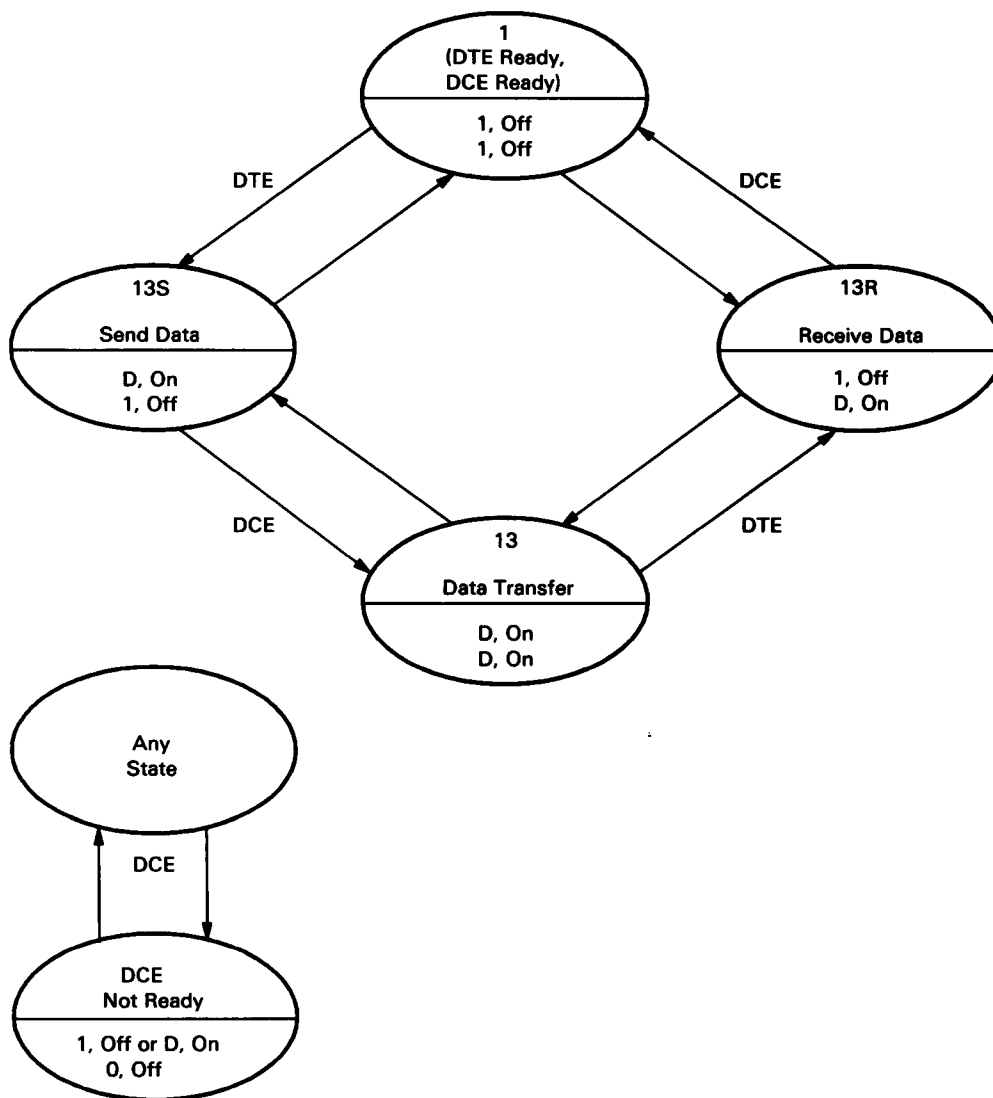 1
(DTE Ready,
DCE Ready)
1, Off
1, Off
DTE
DCE
13S
Send Data
D, On
1, Off
13R
Receive Data
1, Off
D, On
DCE
DTE
13
Data Transfer
D, On
D, On
Any
State
DCE
DCE
Not Ready
1, Off or D, On
0, Off